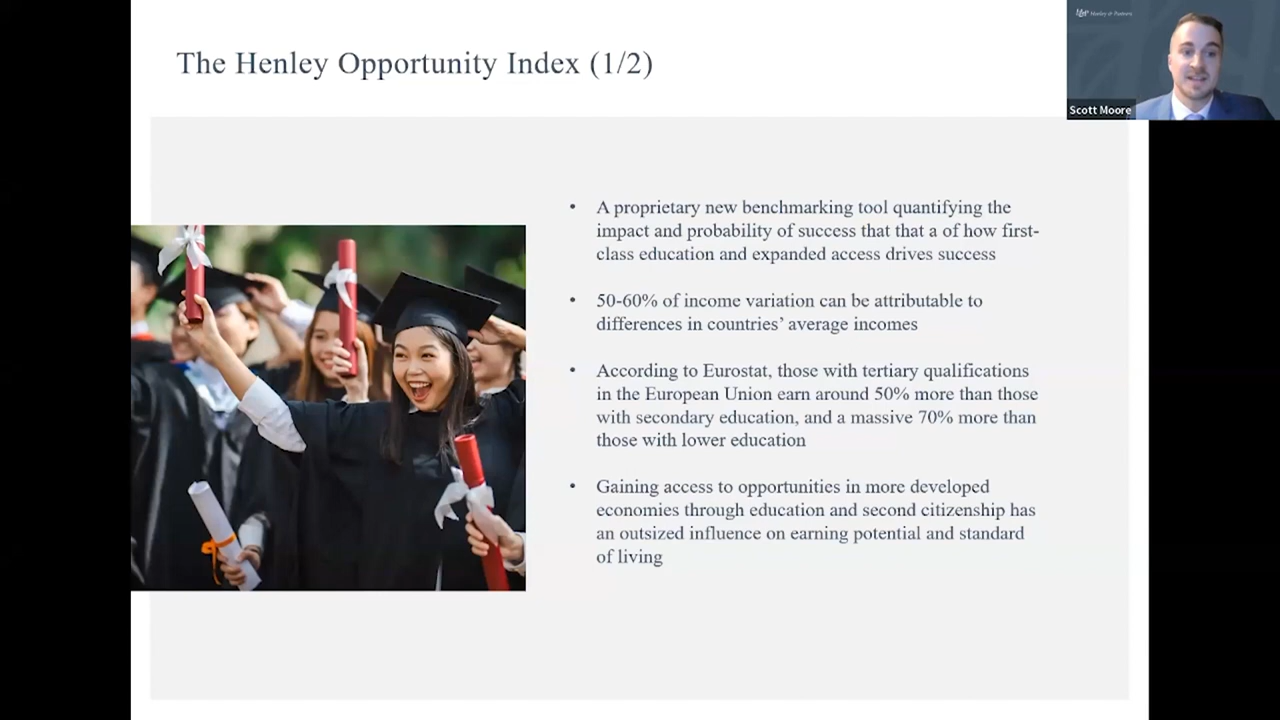 The Henley Opportunity Index (1/2)
Henley & Partners
Scott Moore
• A proprietary new benchmarking tool quantifying the
impact and probability of success that that a of how first-
class education and expanded access drives success
• 50-60% of income variation can be attributable to
differences in countries’ average incomes
• According to Eurostat, those with tertiary qualifications
in the European Union earn around 50% more than those
with secondary education, and a massive 70% more than
those with lower education
• Gaining access to opportunities in more developed
economies through education and second citizenship has
an outsized influence on earning potential and standard
of living